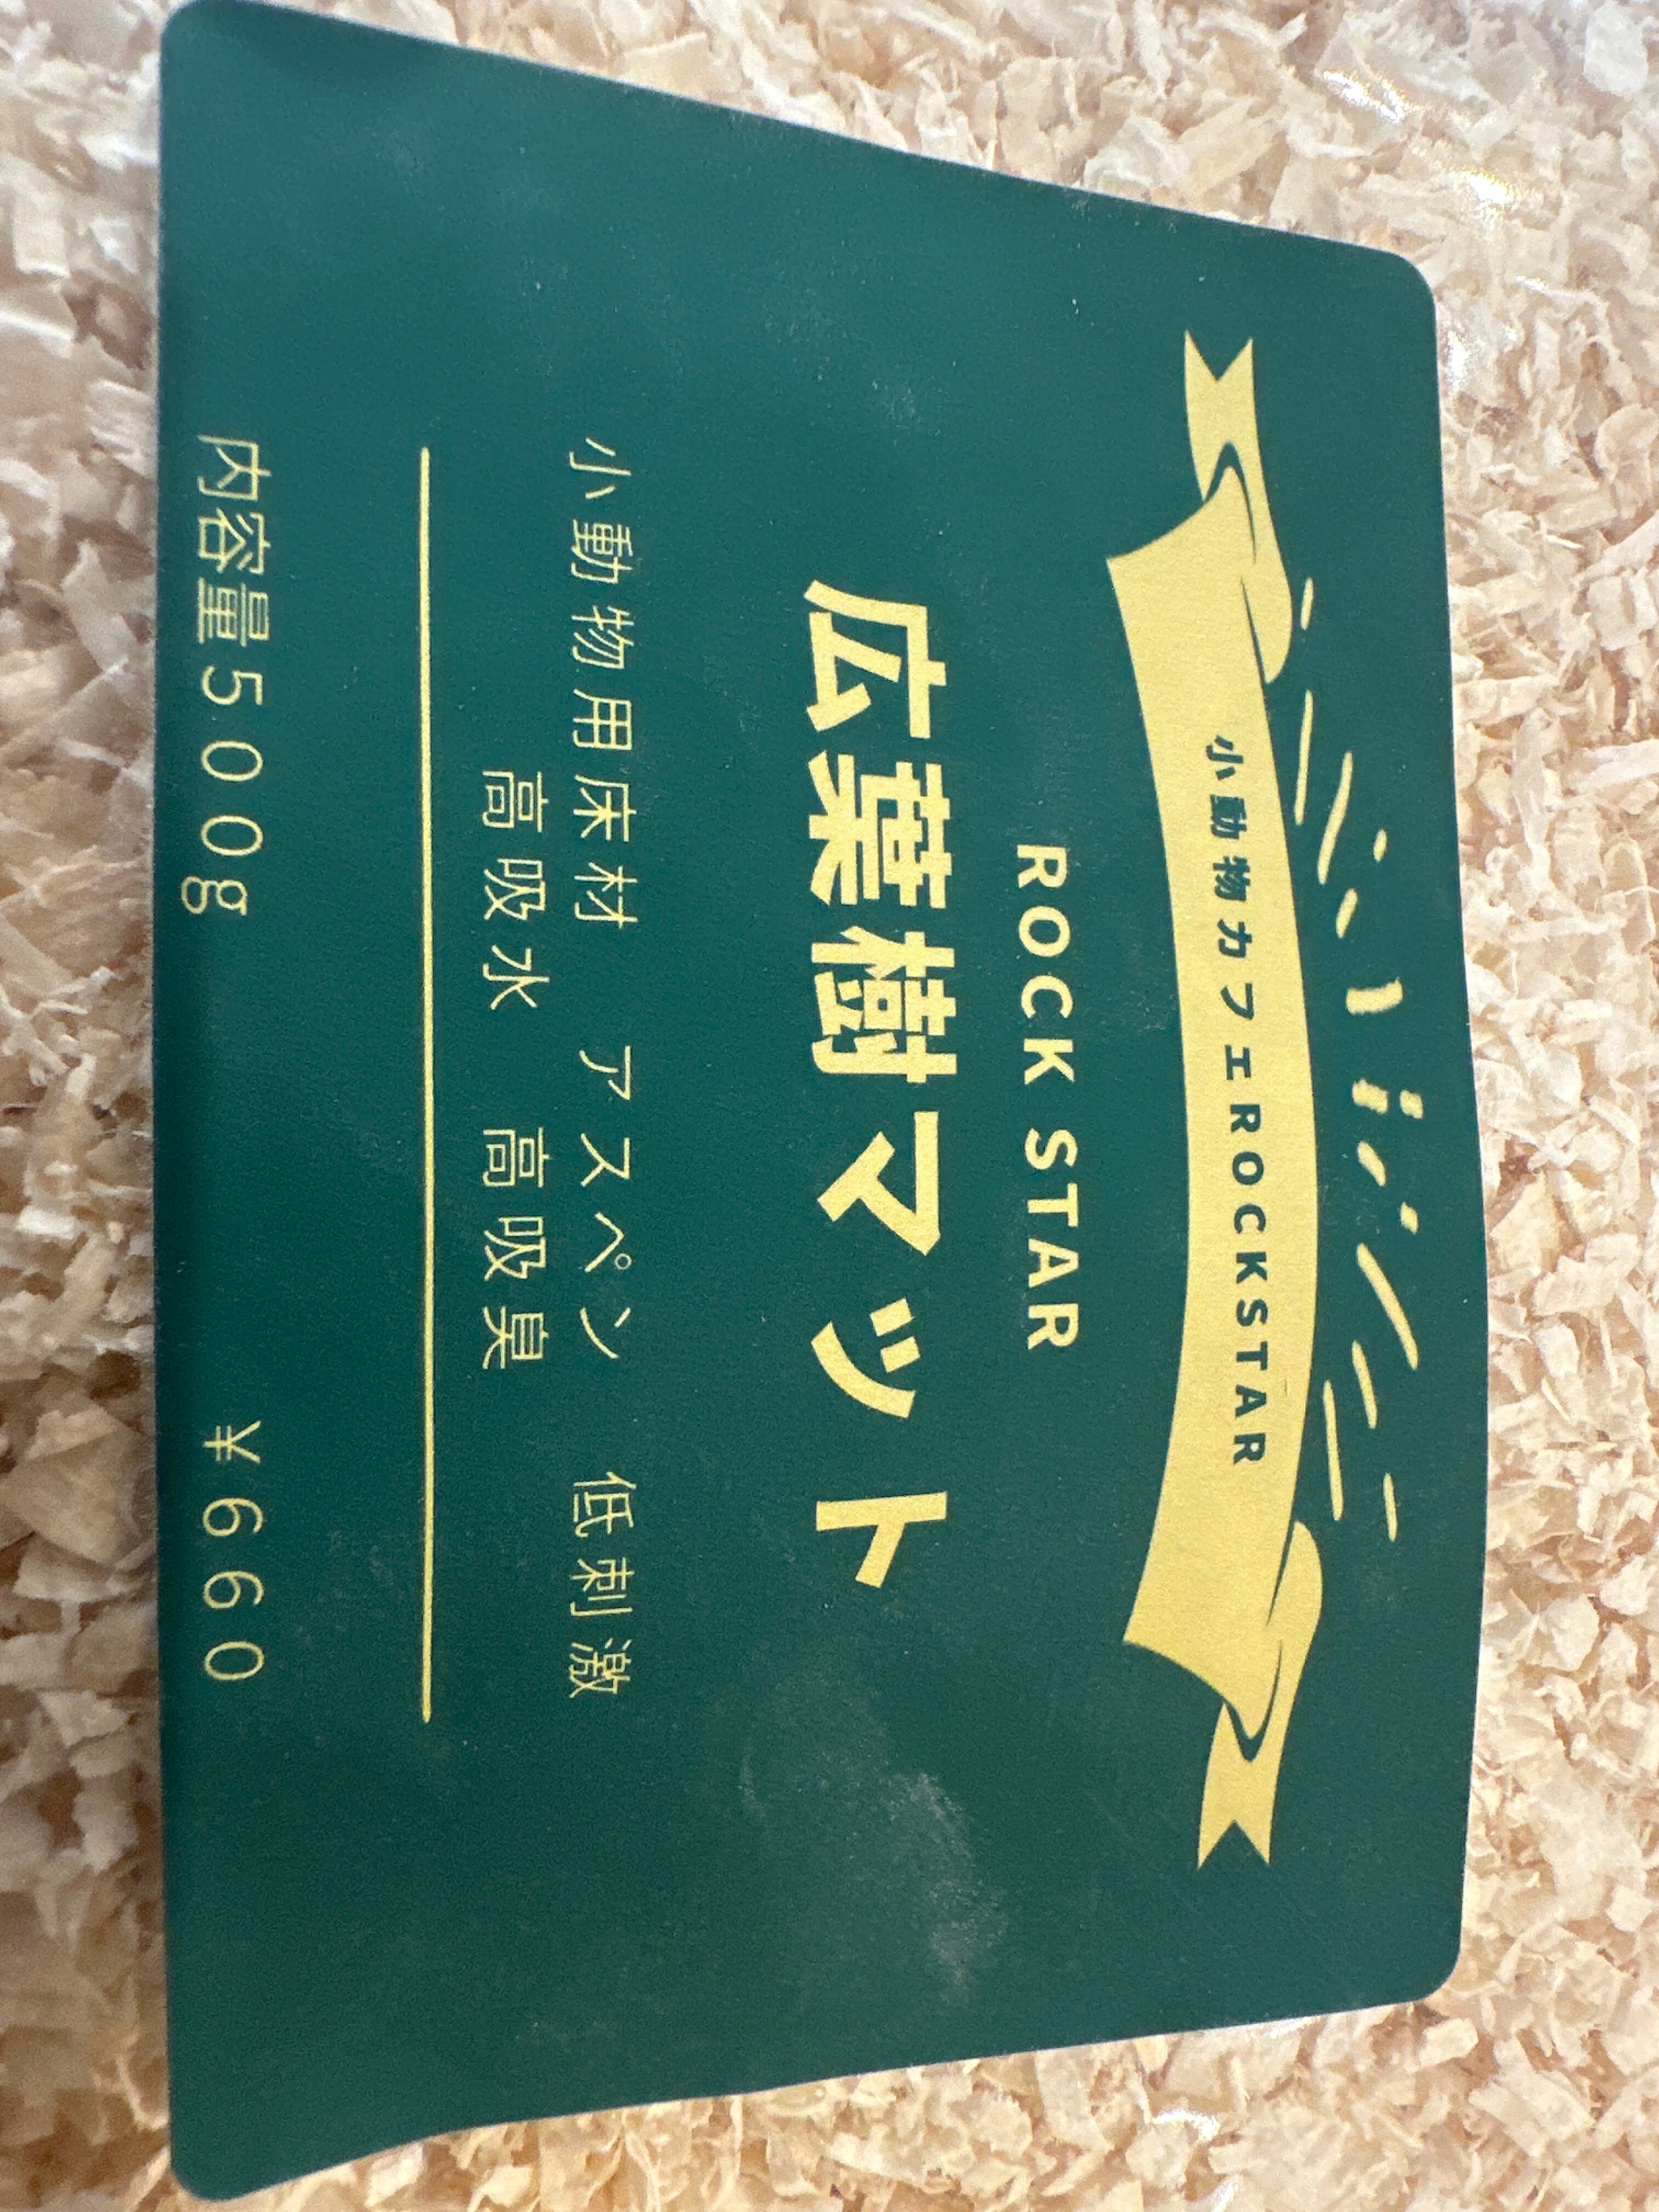 小動物カフェROCKSTAR
ROCK STAR
広葉樹マット
小動物用床材 アスペン 低刺激
高吸水 高吸臭
内容量500g ¥660